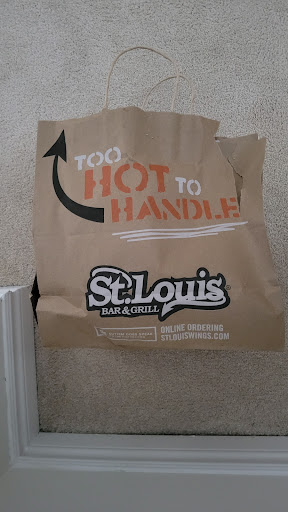 TOO
HOT TO
HANDLE
St. Louis
BAR & GRILL
ONLINE ORDERING
STLOUISWINGS.COM